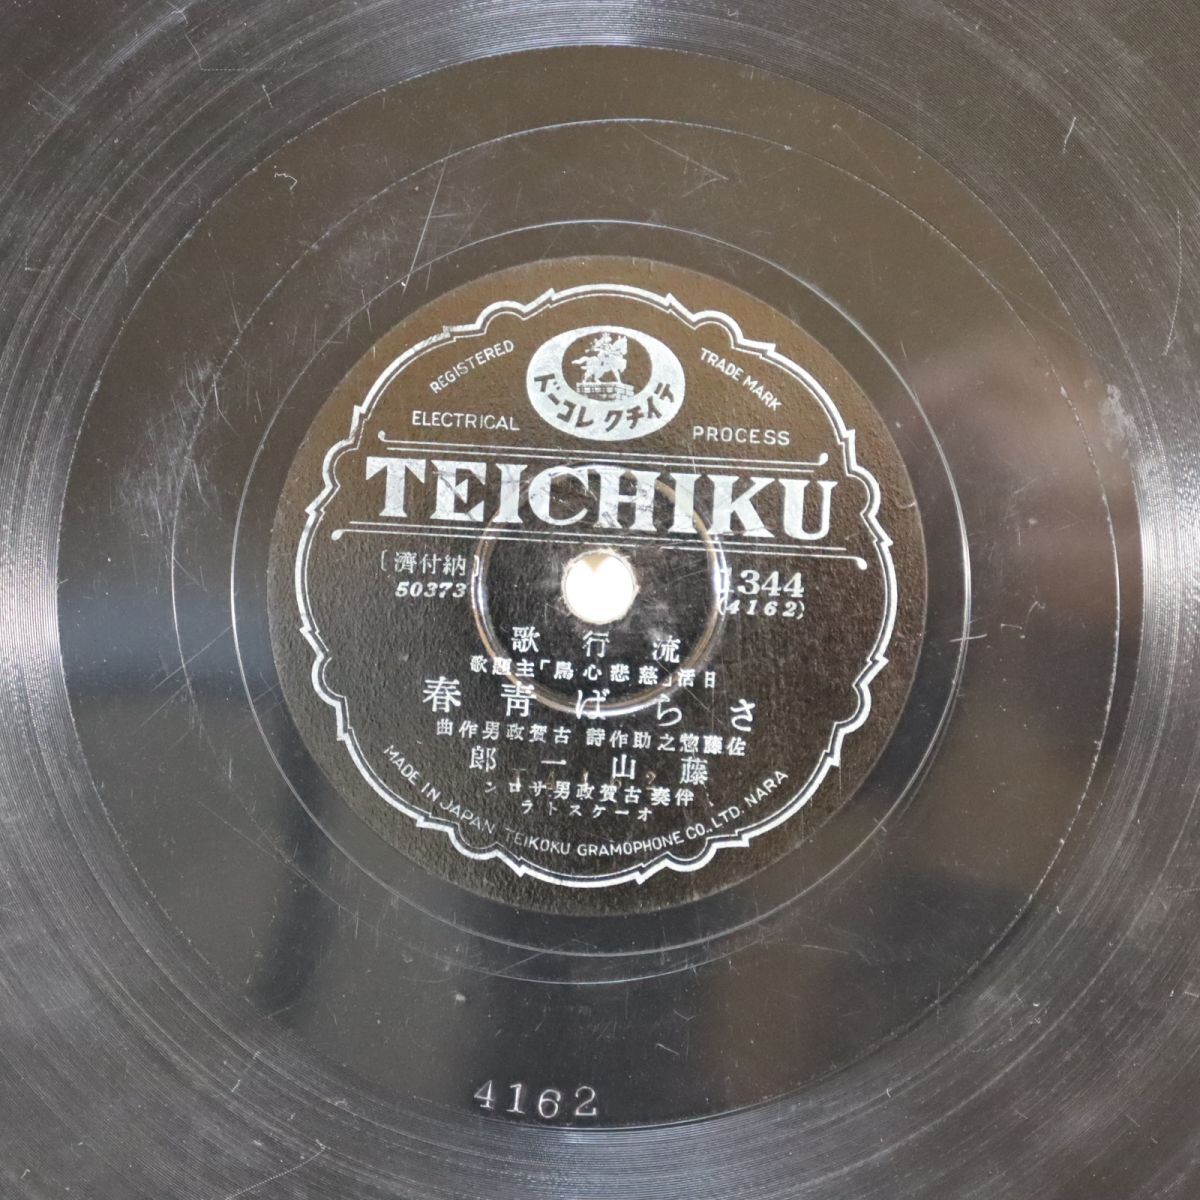 REGISTERED TRADE MARK
テイチクレコード
ELECTRICAL PROCESS
TEICHIKU
[濟付納] 1344
50373 (4162)
歌行流
歌題主「鳥心悲慈」活日
春靑ばらさ
曲作男政賀古 詩作助之惣藤佐
郎一山藤
ンロサ男政賀古奏伴
ラトスケーオ
MADE IN JAPAN TEIKOKU GRAMOPHONE CO., LTD. NARA
4162